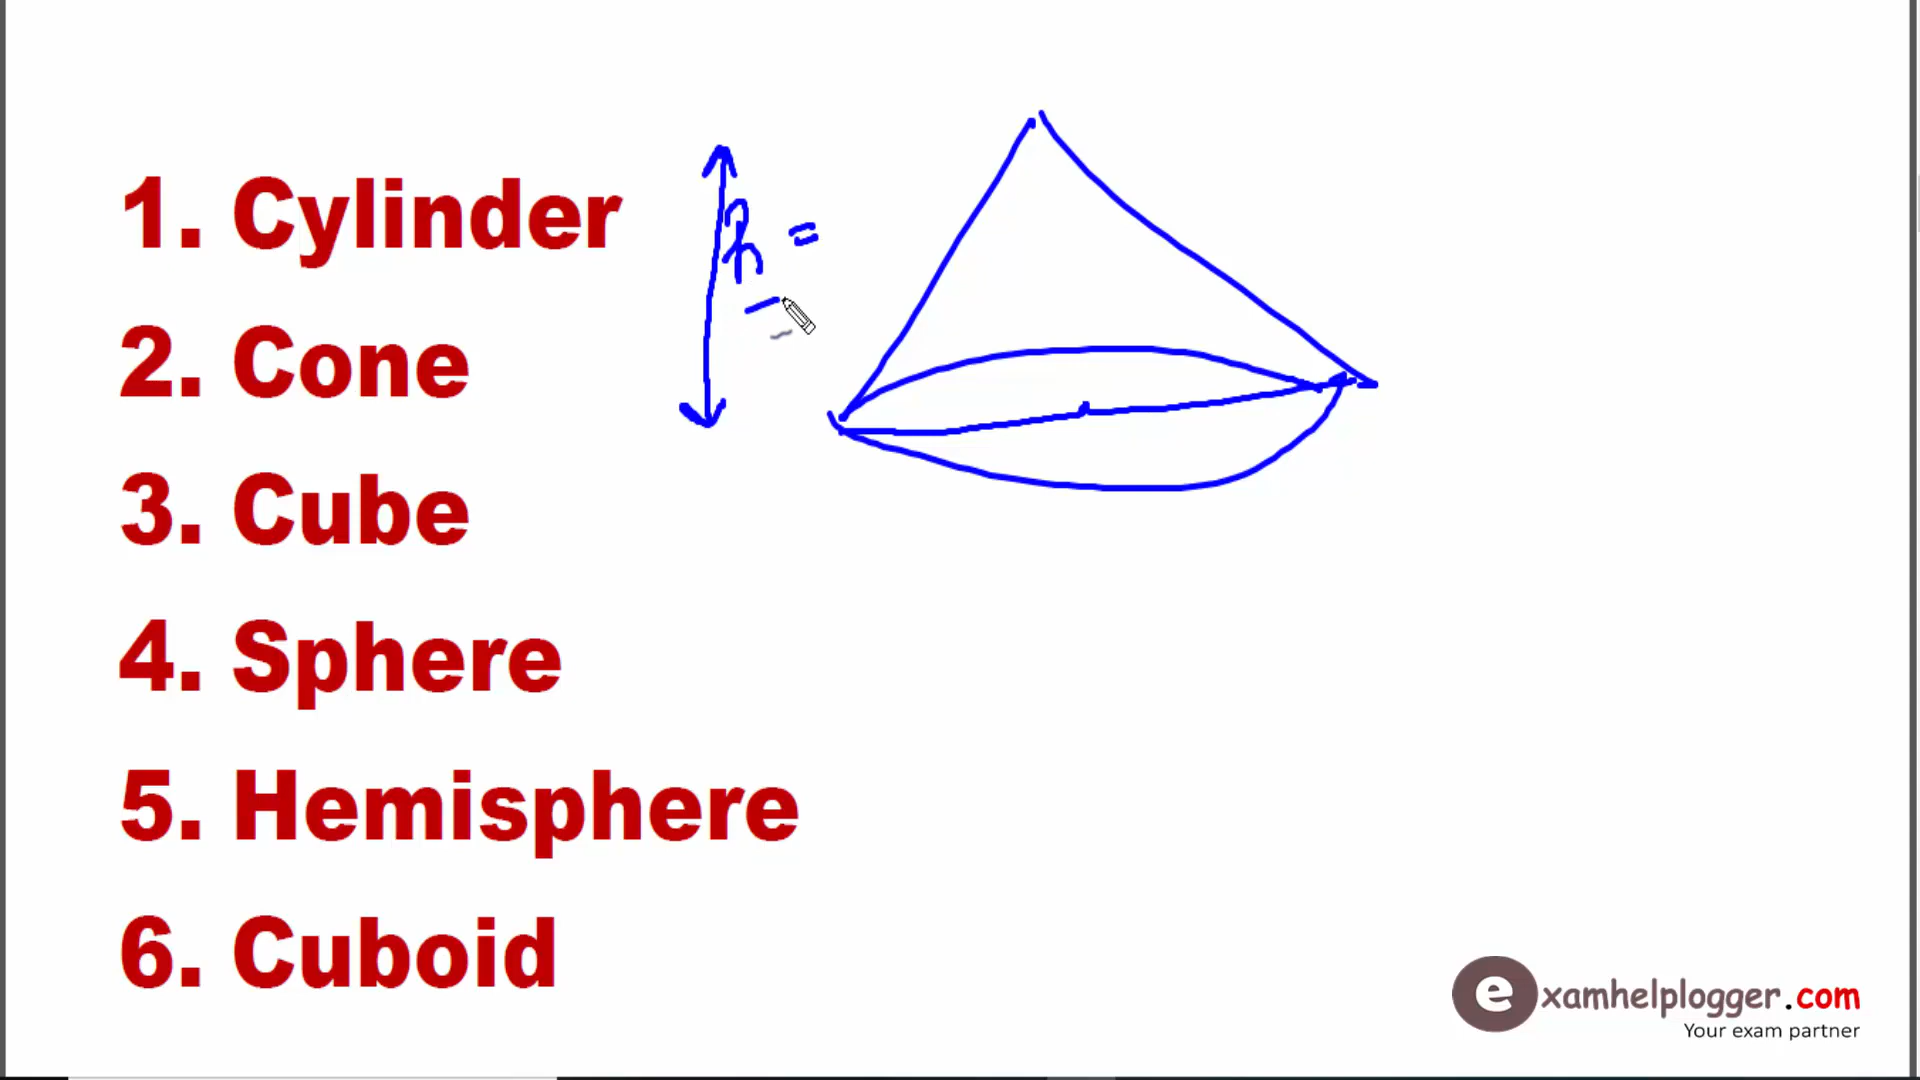 1. Cylinder
h =
2. Cone
3. Cube
4. Sphere
5. Hemisphere
6. Cuboid
examhelplogger.com
Your exam partner